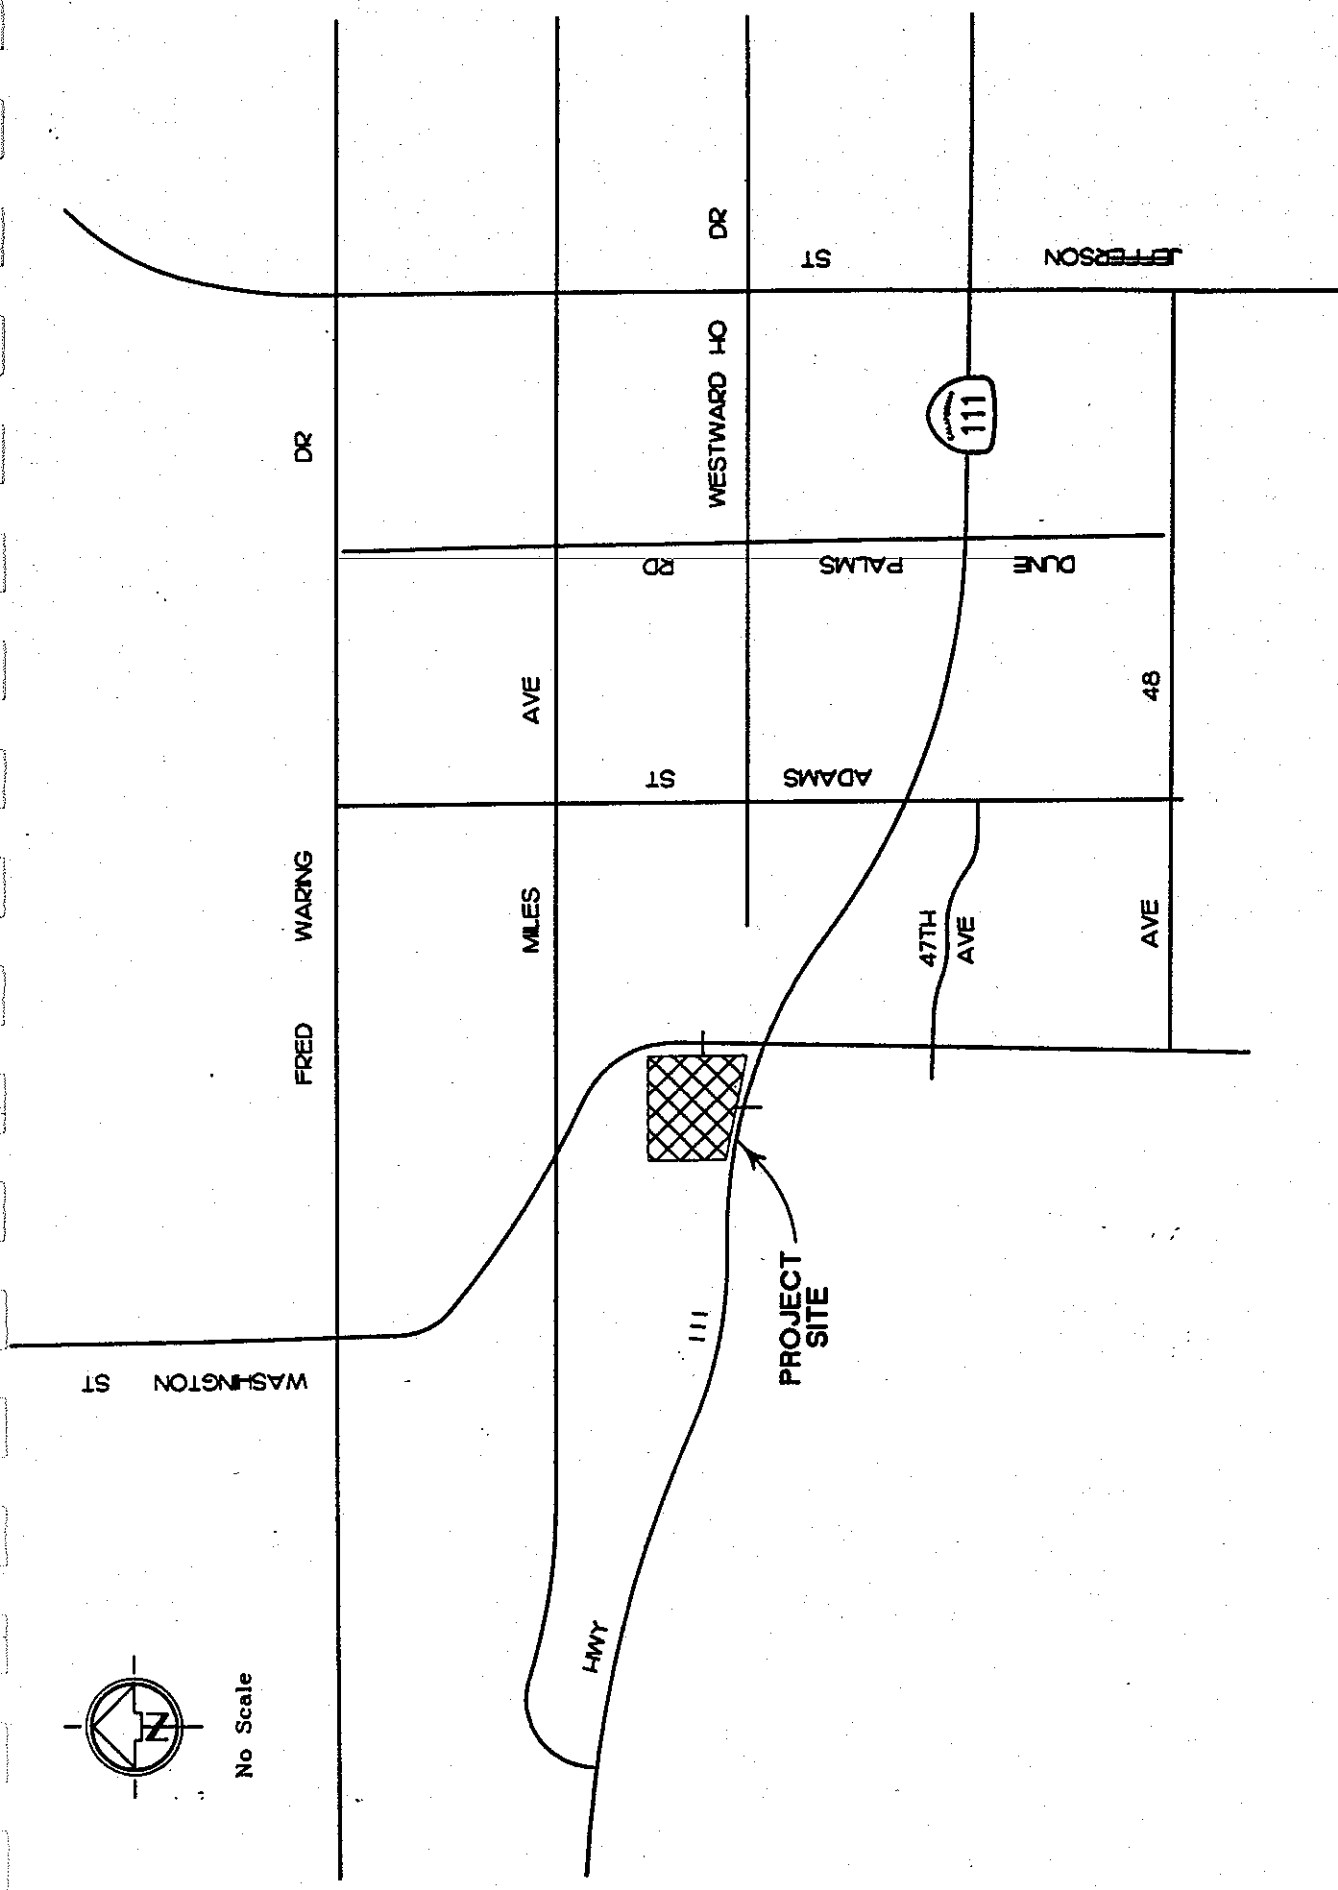 WASHINGTON ST
FRED WARING DR
MILES AVE
WESTWARD HO DR
HWY 111
CALIFORNIA
111
47TH
AVE
AVE 48
ADAMS ST
DUNE PALMS RD
JEFFERSON ST
PROJECT
SITE
N
No Scale